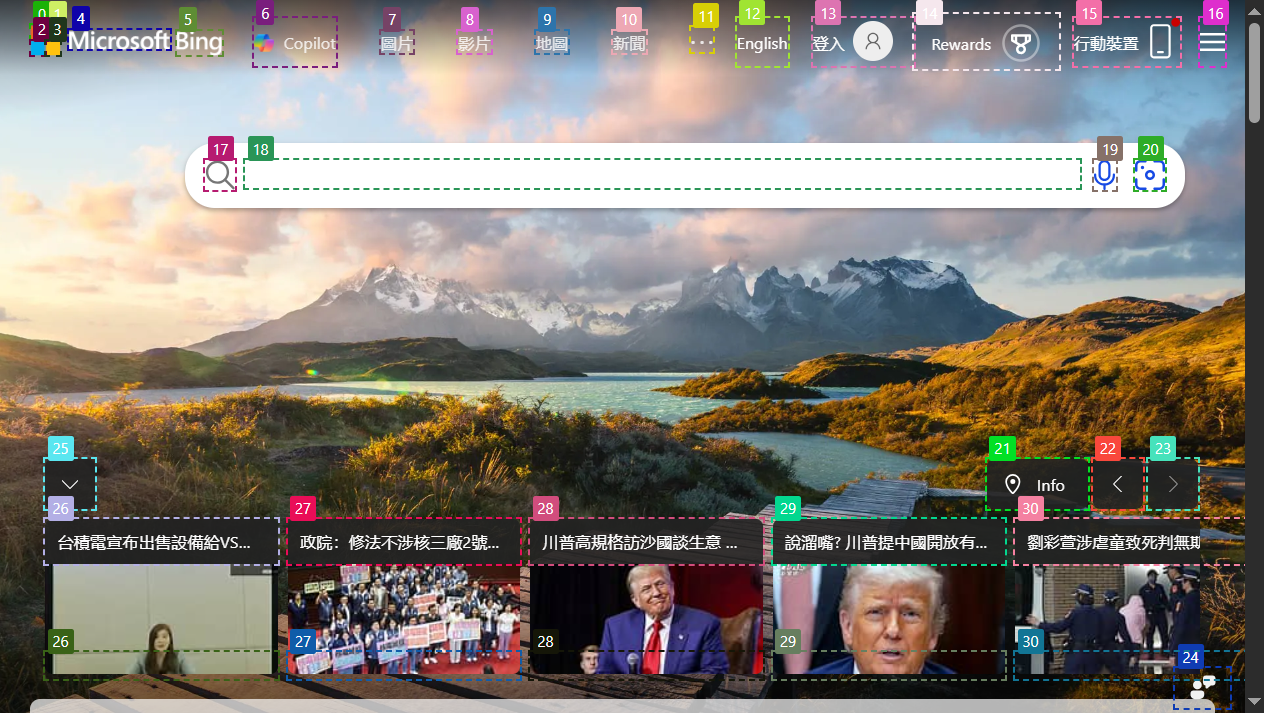 0 1
2 3 4 5 6 7 8 9 10 11 12 13 14 15 16
Microsoft Bing Copilot 圖片 影片 地圖 新聞 ... English 登入 Rewards 行動裝置
17 18 19 20
25 21 22 23
Info
26 27 28 29 30
台積電宣布出售設備給VS... 政院：修法不涉核三廠2號... 川普高規格訪沙國談生意 ... 說溜嘴? 川普提中國開放有... 劉彩萱涉虐童致死判無期
26 27 28 29 30
24